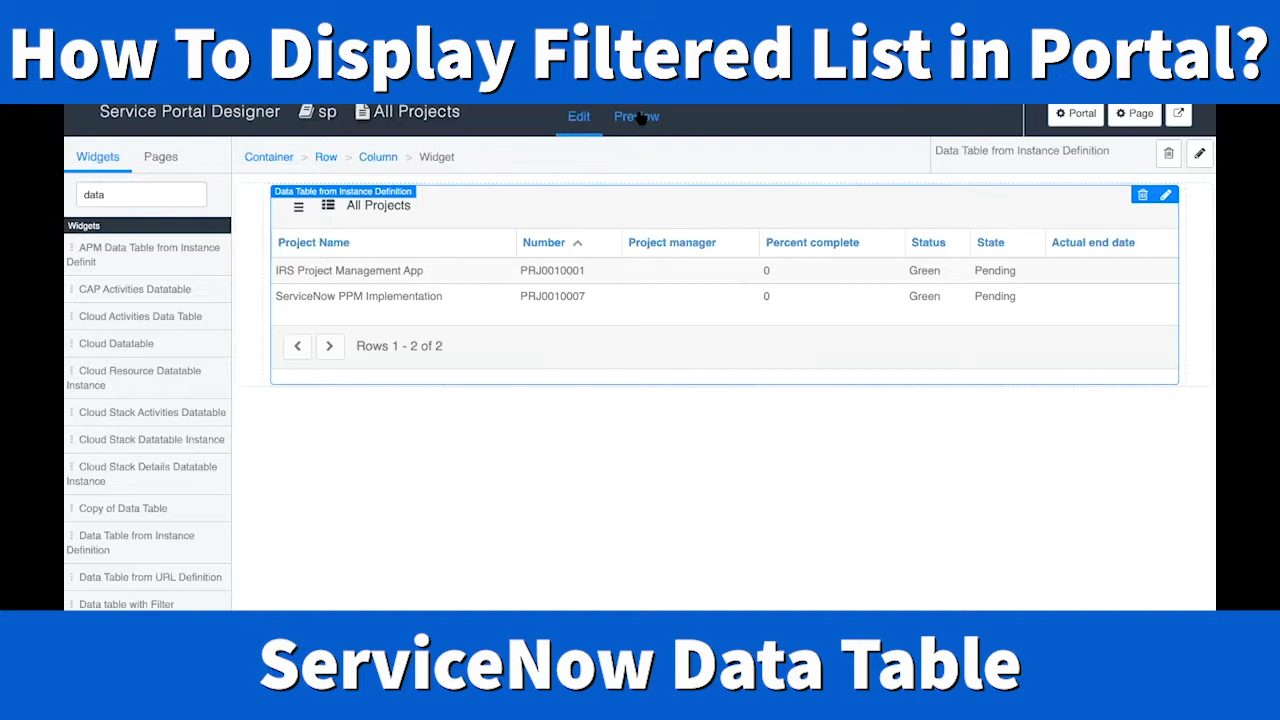 How To Display Filtered List in Portal?
Service Portal Designer sp All Projects Edit Preview Portal Page
Widgets Pages
Container > Row > Column > Widget
Data Table from Instance Definition
data
Widgets
APM Data Table from Instance
Definit
CAP Activities Datatable
Cloud Activities Data Table
Cloud Datatable
Cloud Resource Datatable
Instance
Cloud Stack Activities Datatable
Cloud Stack Datatable Instance
Cloud Stack Details Datatable
Instance
Copy of Data Table
Data Table from Instance
Definition
Data Table from URL Definition
Data table with Filter
Data Table from Instance Definition
All Projects
Project Name Number Project manager Percent complete Status State Actual end date
IRS Project Management App PRJ0010001 0 Green Pending
ServiceNow PPM Implementation PRJ0010007 0 Green Pending
Rows 1 - 2 of 2
ServiceNow Data Table